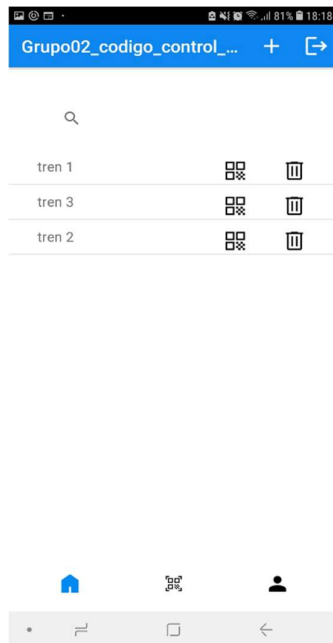 81% 18:18
Grupo02_codigo_control_...
tren 1
tren 3
tren 2